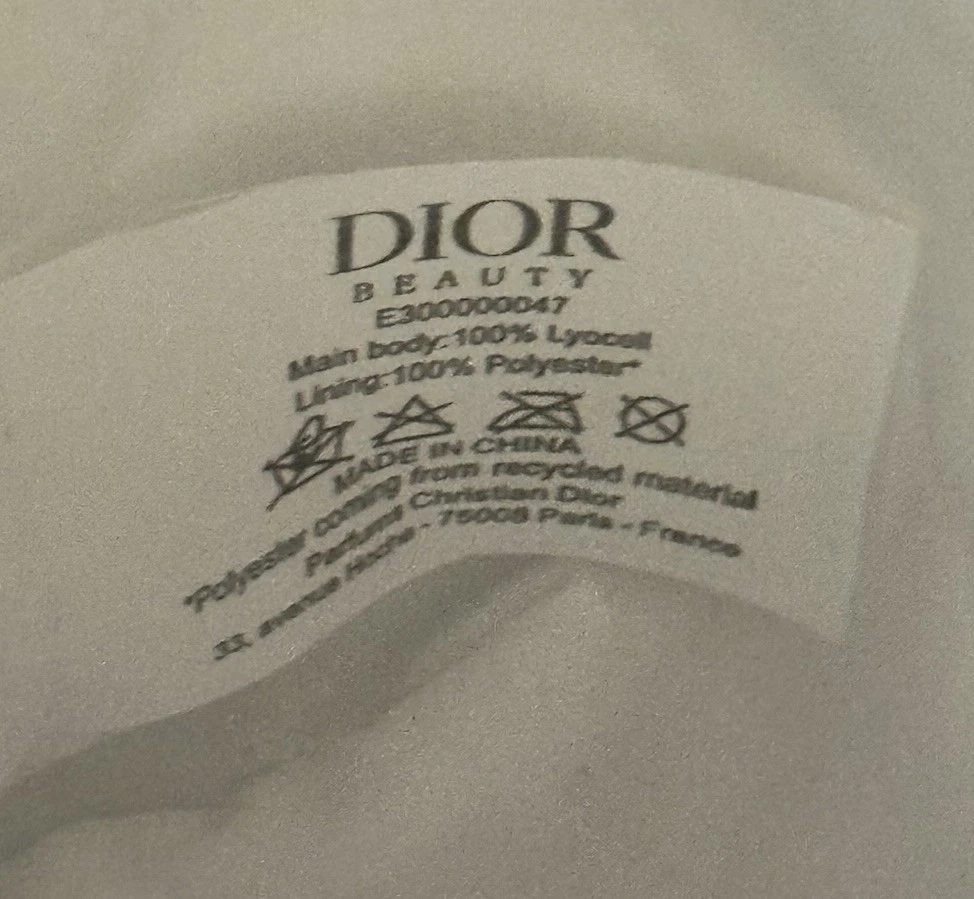 DIOR
BEAUTY
E300000047
Main body:100% Lyocell
Lining:100% Polyester*
MADE IN CHINA
*Polyester coming from recycled material
Parfums Christian Dior
33, avenue Hoche - 75008 Paris - France